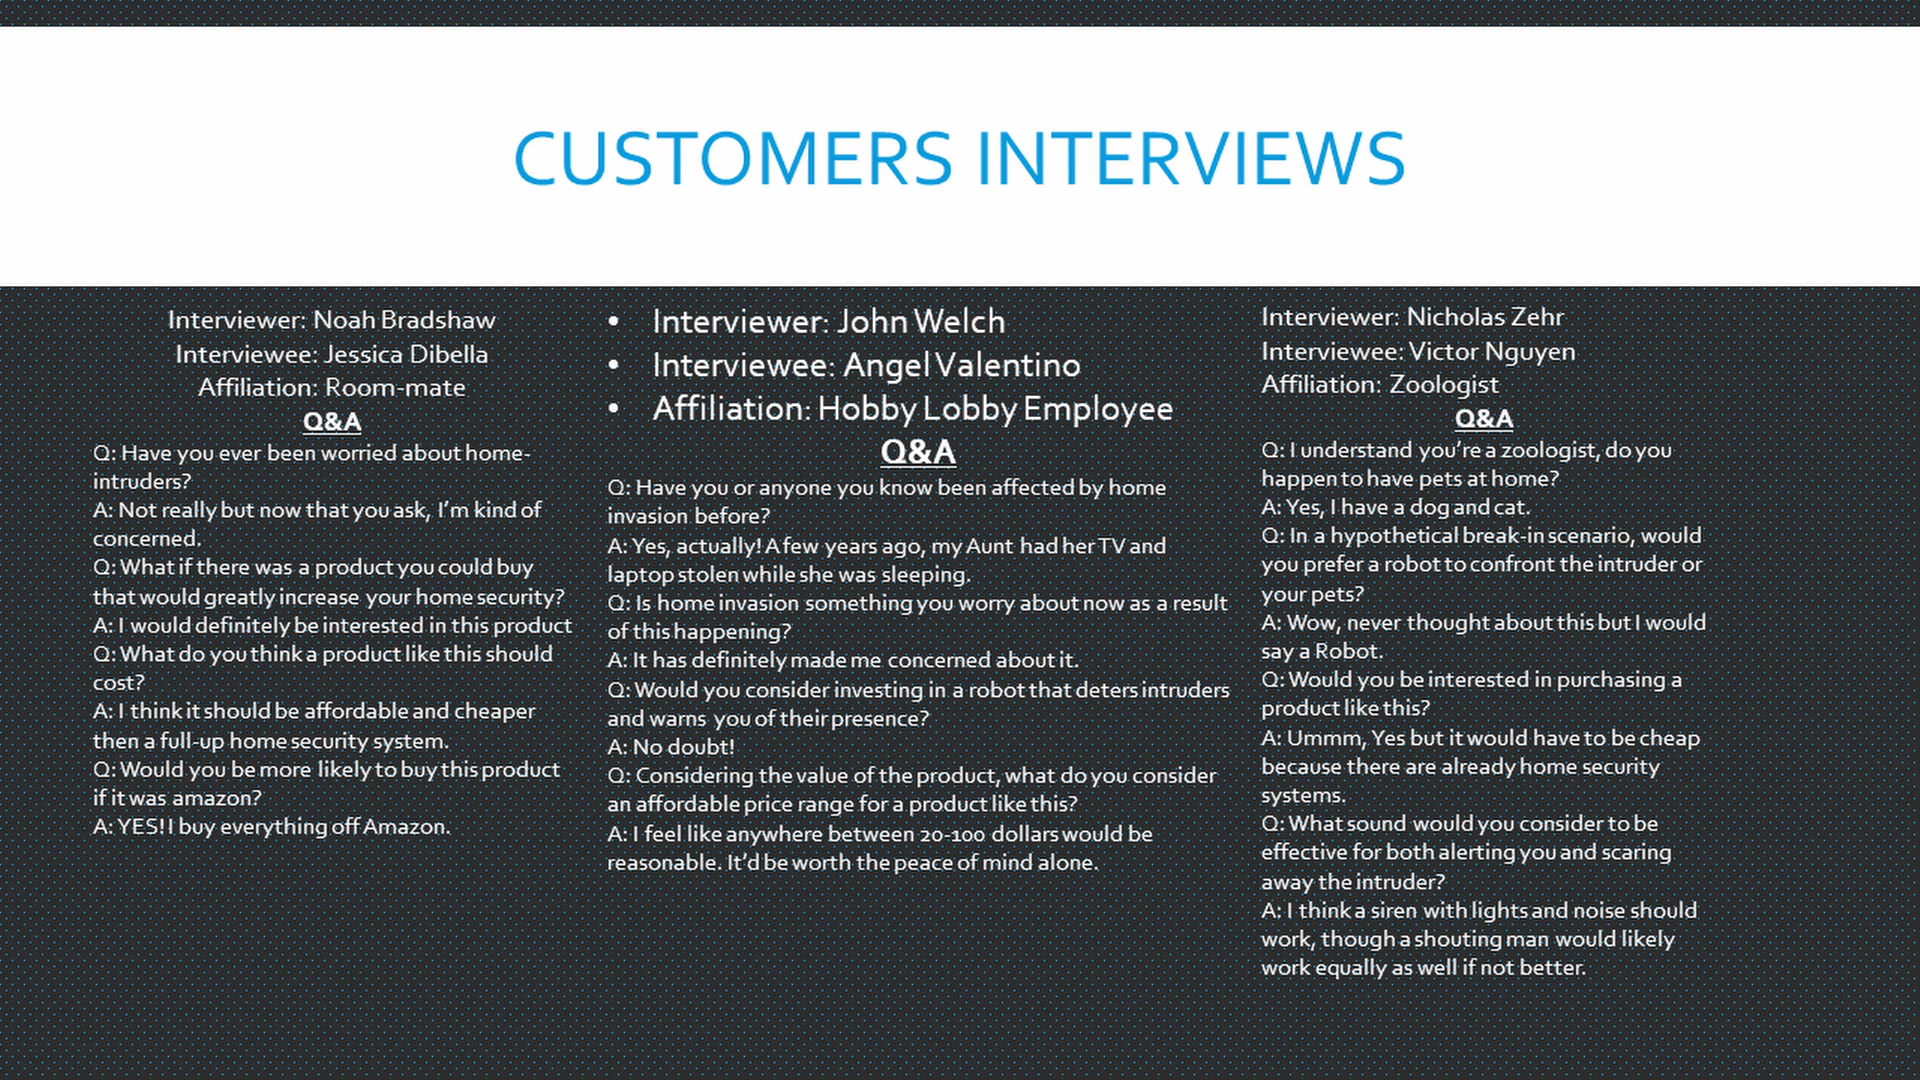 CUSTOMERS INTERVIEWS
Interviewer: Noah Bradshaw
Interviewee: Jessica Dibella
Affiliation: Room-mate
Q&A
Q: Have you ever been worried about home-
intruders?
A: Not really but now that you ask, I'm kind of
concerned.
Q: What if there was a product you could buy
that would greatly increase your home security?
A: I would definitely be interested in this product
Q: What do you think a product like this should
cost?
A: I think it should be affordable and cheaper
then a full-up home security system.
Q: Would you be more likely to buy this product
if it was amazon?
A: YES! I buy everything off Amazon.
• Interviewer: John Welch
• Interviewee: Angel Valentino
• Affiliation: Hobby Lobby Employee
Q&A
Q: Have you or anyone you know been affected by home
invasion before?
A: Yes, actually! A few years ago, my Aunt had her TV and
laptop stolen while she was sleeping.
Q: Is home invasion something you worry about now as a result
of this happening?
A: It has definitely made me concerned about it.
Q: Would you consider investing in a robot that deters intruders
and warns you of their presence?
A: No doubt!
Q: Considering the value of the product, what do you consider
an affordable price range for a product like this?
A: I feel like anywhere between 20-100 dollars would be
reasonable. It'd be worth the peace of mind alone.
Interviewer: Nicholas Zehr
Interviewee: Victor Nguyen
Affiliation: Zoologist
Q&A
Q: I understand you're a zoologist, do you
happen to have pets at home?
A: Yes, I have a dog and cat.
Q: In a hypothetical break-in scenario, would
you prefer a robot to confront the intruder or
your pets?
A: Wow, never thought about this but I would
say a Robot.
Q: Would you be interested in purchasing a
product like this?
A: Ummm, Yes but it would have to be cheap
because there are already home security
systems.
Q: What sound would you consider to be
effective for both alerting you and scaring
away the intruder?
A: I think a siren with lights and noise should
work, though a shouting man would likely
work equally as well if not better.